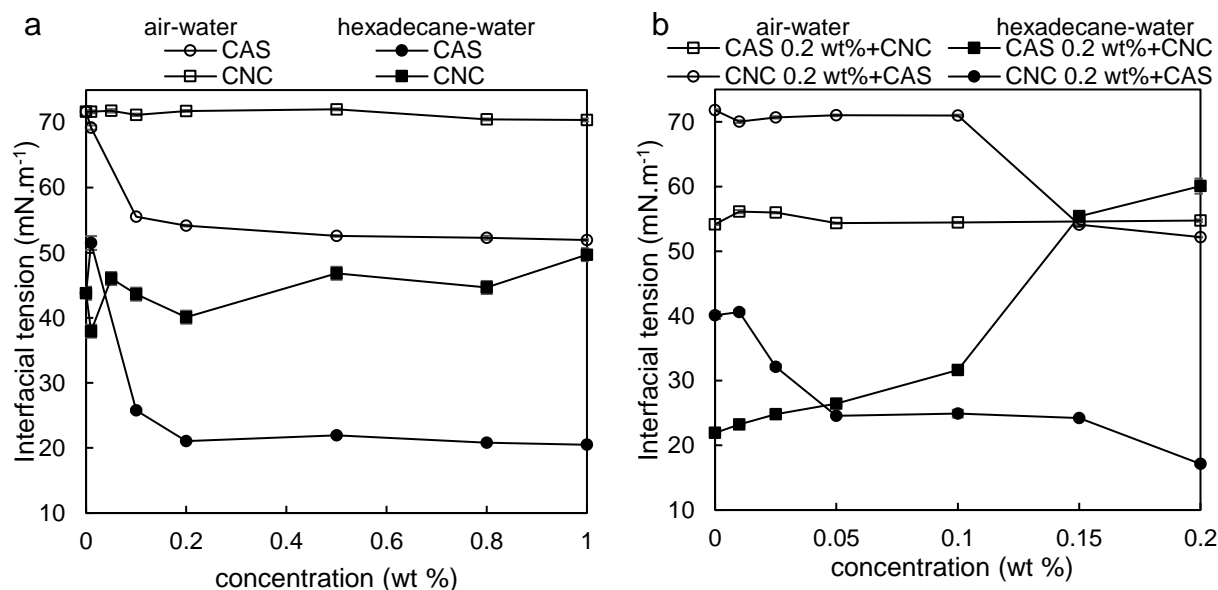 a
air-water hexadecane-water
CAS CAS
CNC CNC
Interfacial tension (mN.m-1)
70
60
50
40
30
20
10
0 0.2 0.4 0.6 0.8 1
concentration (wt %)
b
air-water hexadecane-water
CAS 0.2 wt%+CNC CAS 0.2 wt%+CNC
CNC 0.2 wt%+CAS CNC 0.2 wt%+CAS
Interfacial tension (mN.m-1)
70
60
50
40
30
20
10
0 0.05 0.1 0.15 0.2
concentration (wt %)